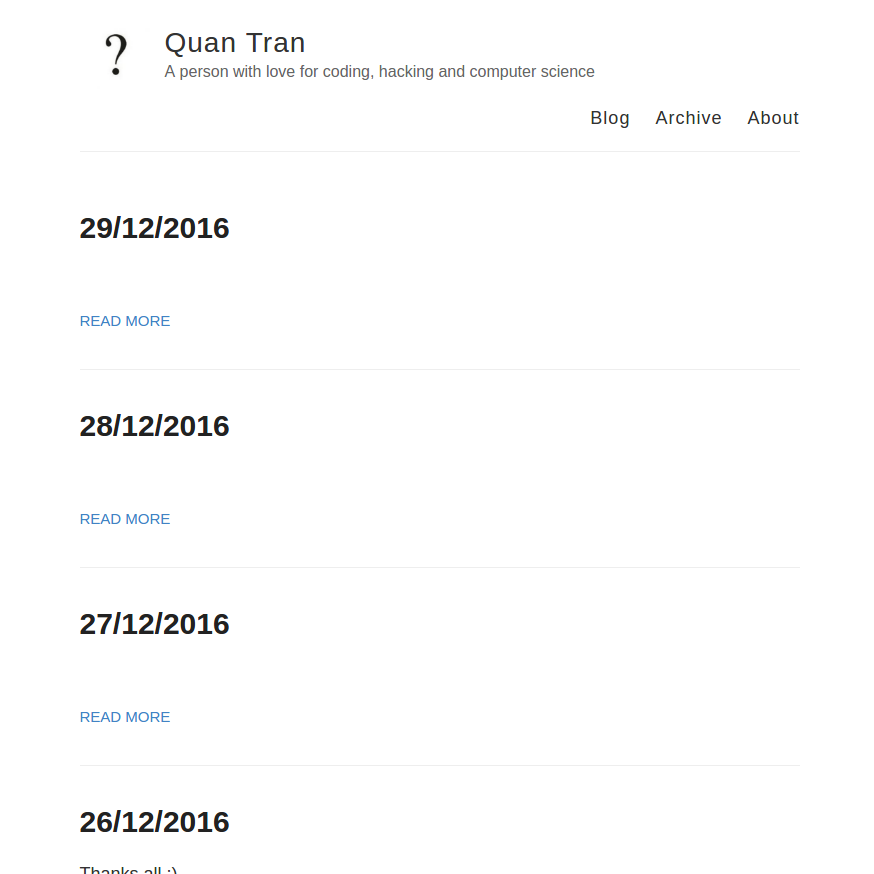 ?
Quan Tran
A person with love for coding, hacking and computer science
Blog Archive About
29/12/2016
READ MORE
28/12/2016
READ MORE
27/12/2016
READ MORE
26/12/2016
Thanks all :)